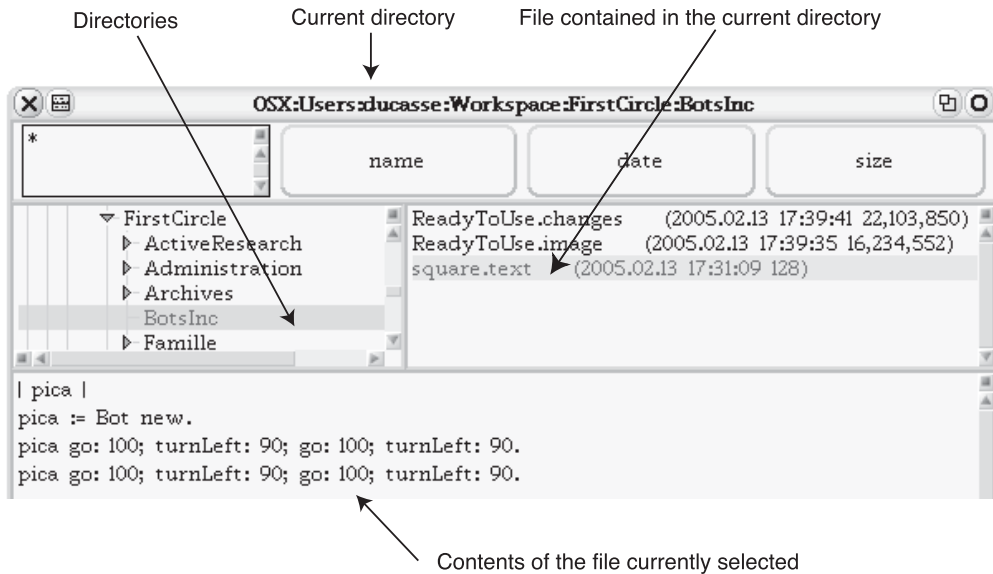 Directories
Current directory
File contained in the current directory
OSX:Users:ducasse:Workspace:FirstCircle:BotsInc
*
name
date
size
FirstCircle
ActiveResearch
Administration
Archives
BotsInc
Famille
ReadyToUse.changes (2005.02.13 17:39:41 22,103,850)
ReadyToUse.image (2005.02.13 17:39:35 16,234,552)
square.text (2005.02.13 17:31:09 128)
| pica |
pica := Bot new.
pica go: 100; turnLeft: 90; go: 100; turnLeft: 90.
pica go: 100; turnLeft: 90; go: 100; turnLeft: 90.
Contents of the file currently selected